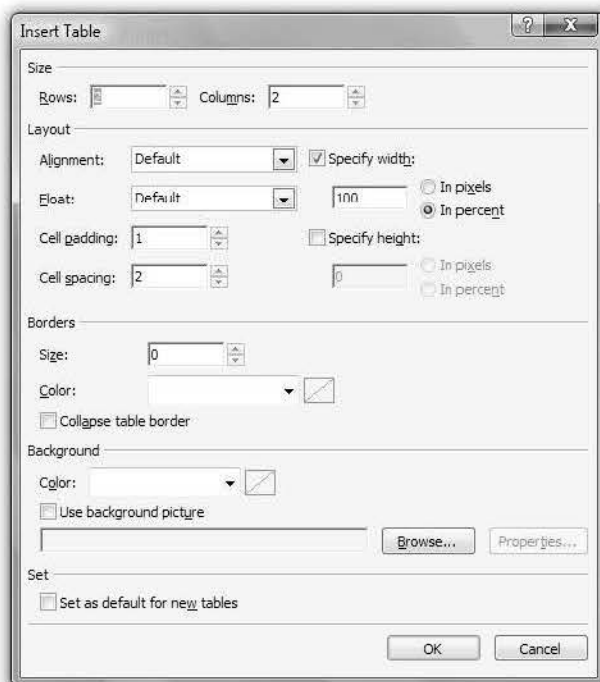 Insert Table
Size
Rows: Columns: 2
Layout
Alignment: Default Specify width:
Float: Default 100 In pixels
In percent
Cell padding: 1 Specify height:
Cell spacing: 2 0 In pixels
In percent
Borders
Size: 0
Color:
Collapse table border
Background
Color:
Use background picture
Browse... Properties...
Set
Set as default for new tables
OK Cancel